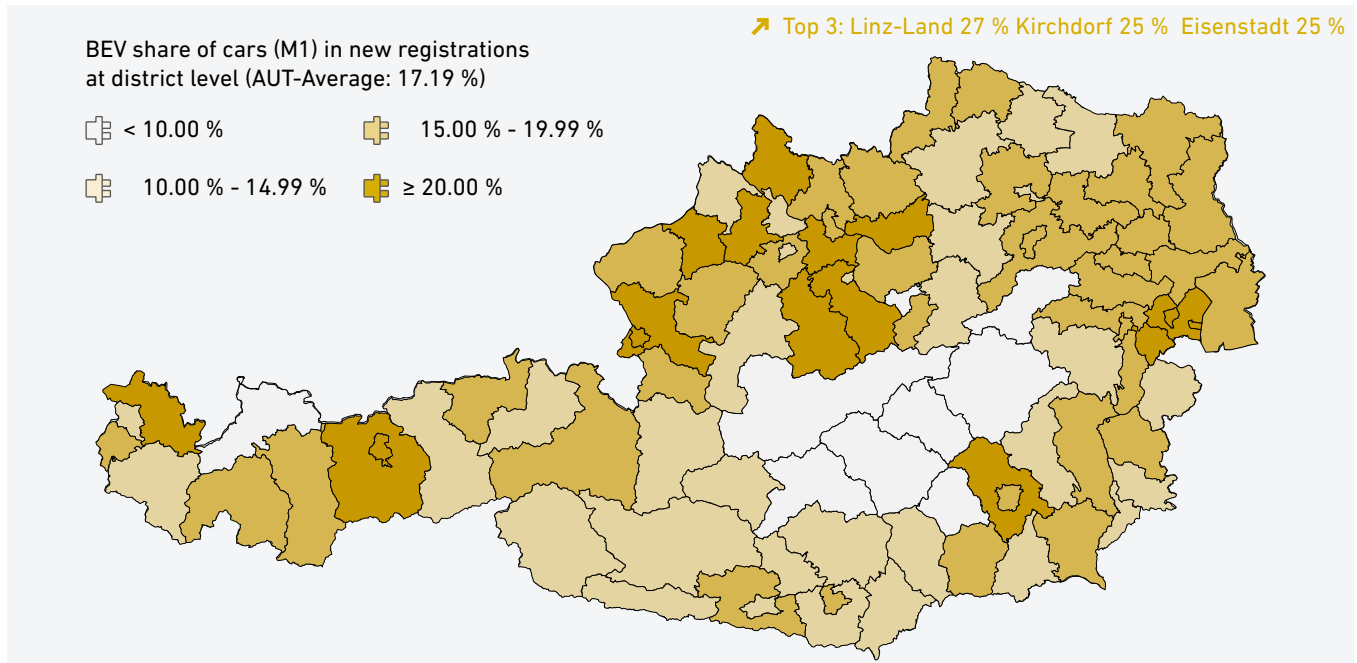 Top 3: Linz-Land 27 % Kirchdorf 25 % Eisenstadt 25 %
BEV share of cars (M1) in new registrations
at district level (AUT-Average: 17.19 %)
< 10.00 %
15.00 % - 19.99 %
10.00 % - 14.99 %
≥ 20.00 %